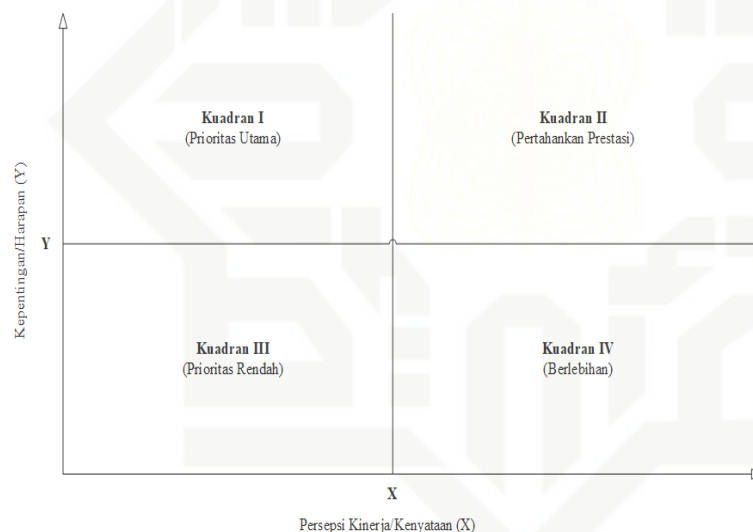 Kuadran I
(Prioritas Utama)
Kuadran II
(Pertahankan Prestasi)
Kepentingan/Harapan (Y)
Y
Kuadran III
(Prioritas Rendah)
Kuadran IV
(Berlebihan)
X
Persepsi Kinerja/Kenyataan (X)